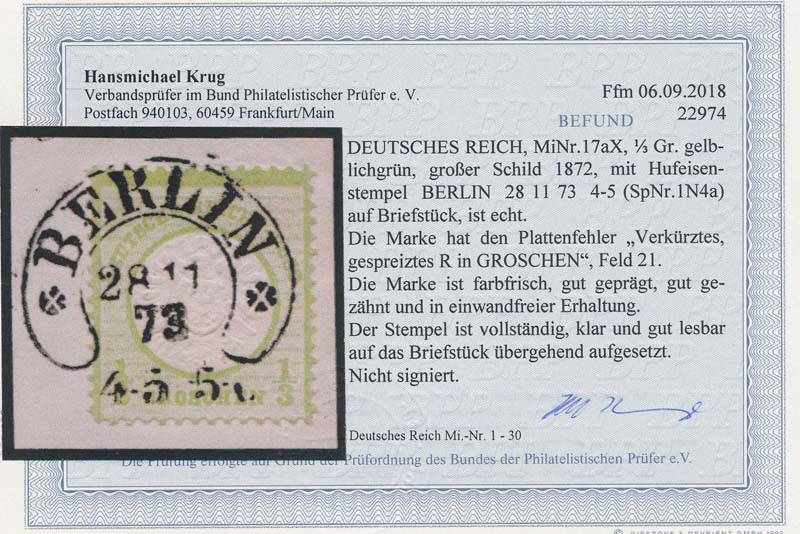 Hansmichael Krug
Verbandsprüfer im Bund Philatelistischer Prüfer e. V.
Postfach 940103, 60459 Frankfurt/Main
Ffm 06.09.2018
22974
BEFUND
DEUTSCHES REICH, MiNr.17aX, ⅓ Gr. gelb-
lichgrün, großer Schild 1872, mit Hufeisen-
stempel BERLIN 28 11 73 4-5 (SpNr.1N4a)
auf Briefstück, ist echt.
Die Marke hat den Plattenfehler „Verkürztes,
gespreiztes R in GROSCHEN“, Feld 21.
Die Marke ist farbfrisch, gut geprägt, gut ge-
zähnt und in einwandfreier Erhaltung.
Der Stempel ist vollständig, klar und gut lesbar
auf das Briefstück übergehend aufgesetzt.
Nicht signiert.
Deutsches Reich Mi.-Nr. 1 - 30
Die Prüfung erfolgte auf Grund der Prüfordnung des Bundes der Philatelistischen Prüfer e.V.
BERLIN
28 11
73
4-5
1/3
GROSCHEN
BPP